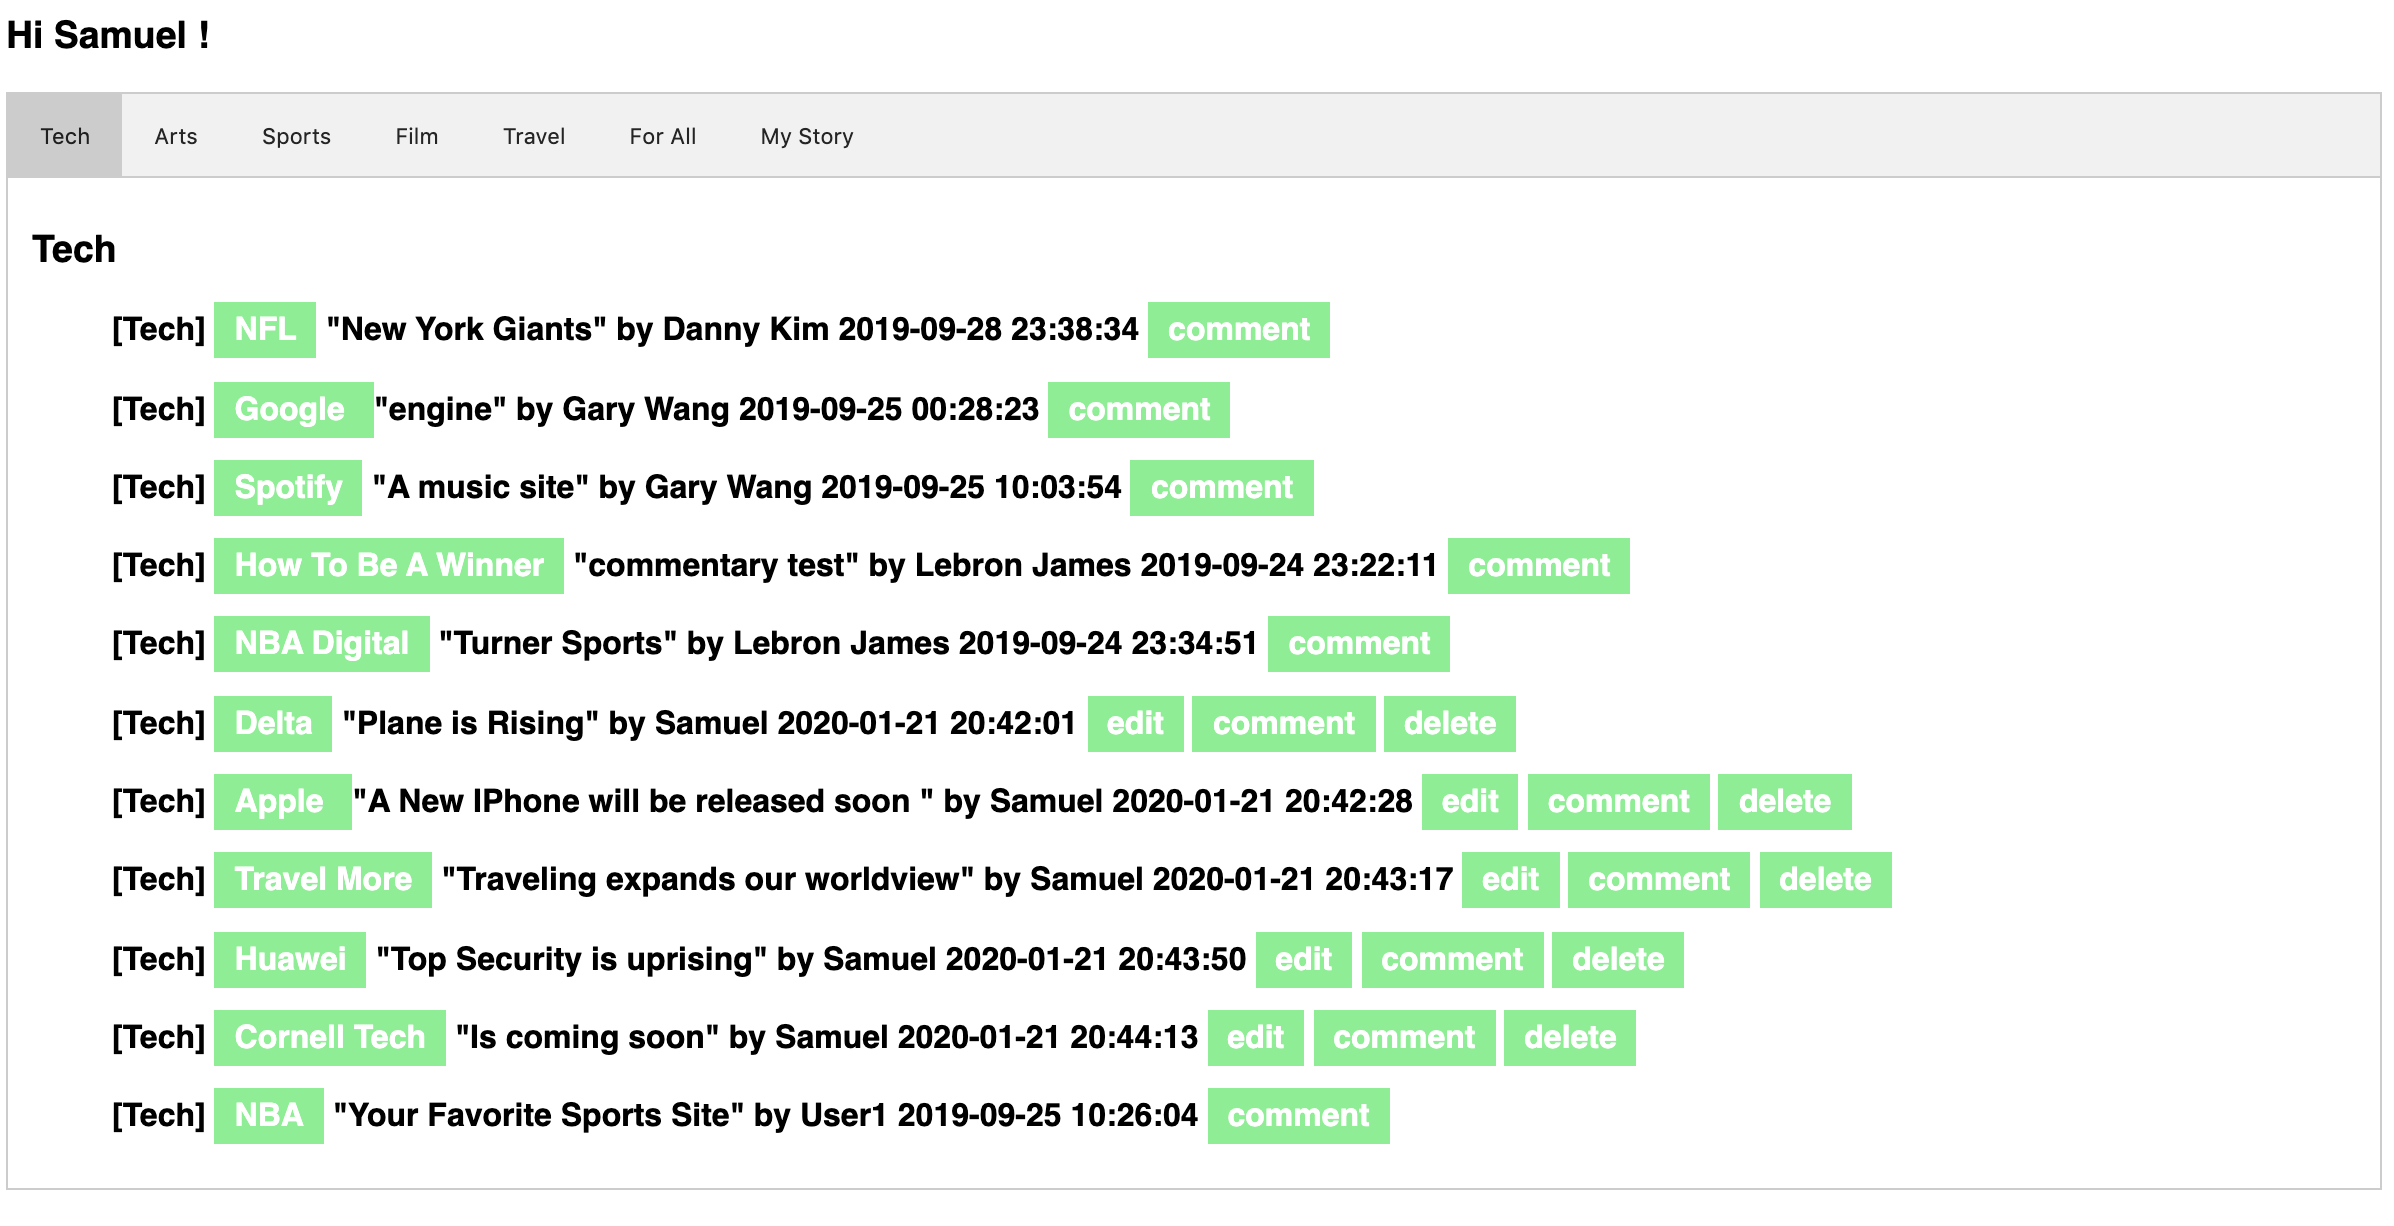 Hi Samuel !
Tech Arts Sports Film Travel For All My Story
Tech
[Tech] NFL "New York Giants" by Danny Kim 2019-09-28 23:38:34 comment
[Tech] Google "engine" by Gary Wang 2019-09-25 00:28:23 comment
[Tech] Spotify "A music site" by Gary Wang 2019-09-25 10:03:54 comment
[Tech] How To Be A Winner "commentary test" by Lebron James 2019-09-24 23:22:11 comment
[Tech] NBA Digital "Turner Sports" by Lebron James 2019-09-24 23:34:51 comment
[Tech] Delta "Plane is Rising" by Samuel 2020-01-21 20:42:01 edit comment delete
[Tech] Apple "A New IPhone will be released soon " by Samuel 2020-01-21 20:42:28 edit comment delete
[Tech] Travel More "Traveling expands our worldview" by Samuel 2020-01-21 20:43:17 edit comment delete
[Tech] Huawei "Top Security is uprising" by Samuel 2020-01-21 20:43:50 edit comment delete
[Tech] Cornell Tech "Is coming soon" by Samuel 2020-01-21 20:44:13 edit comment delete
[Tech] NBA "Your Favorite Sports Site" by User1 2019-09-25 10:26:04 comment